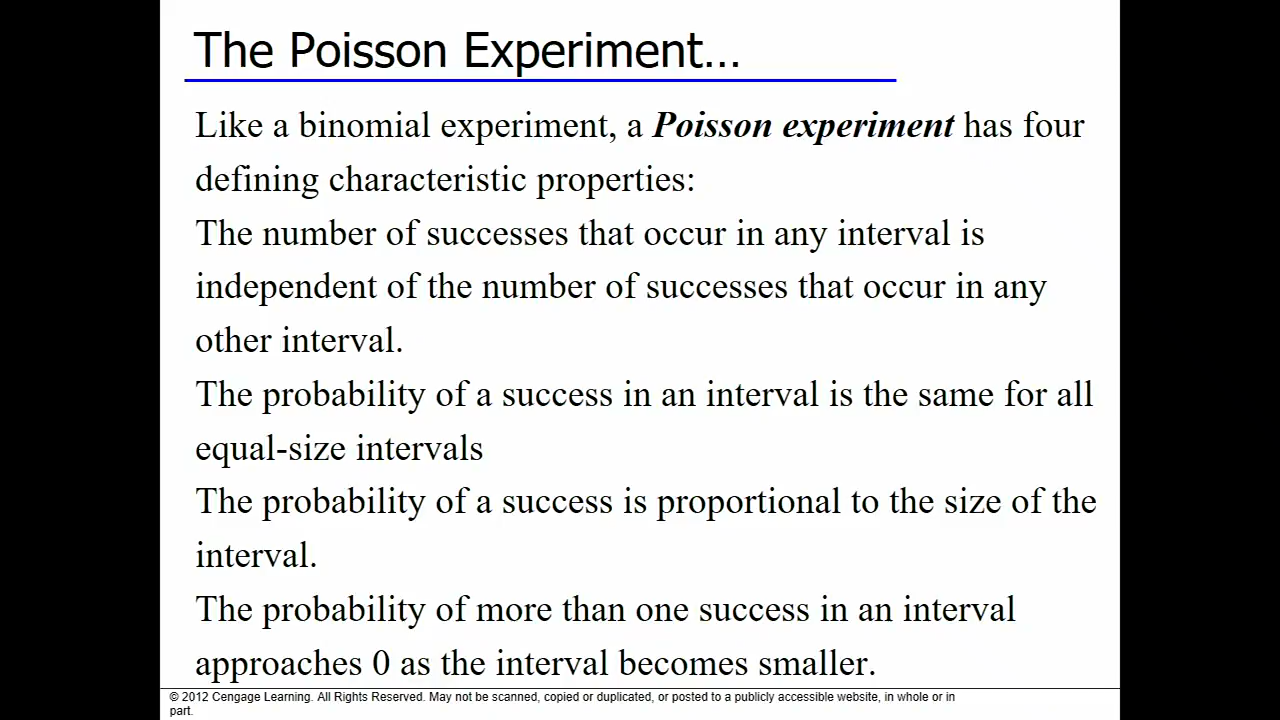 The Poisson Experiment…
Like a binomial experiment, a Poisson experiment has four
defining characteristic properties:
The number of successes that occur in any interval is
independent of the number of successes that occur in any
other interval.
The probability of a success in an interval is the same for all
equal-size intervals
The probability of a success is proportional to the size of the
interval.
The probability of more than one success in an interval
approaches 0 as the interval becomes smaller.
© 2012 Cengage Learning. All Rights Reserved. May not be scanned, copied or duplicated, or posted to a publicly accessible website, in whole or in
part.